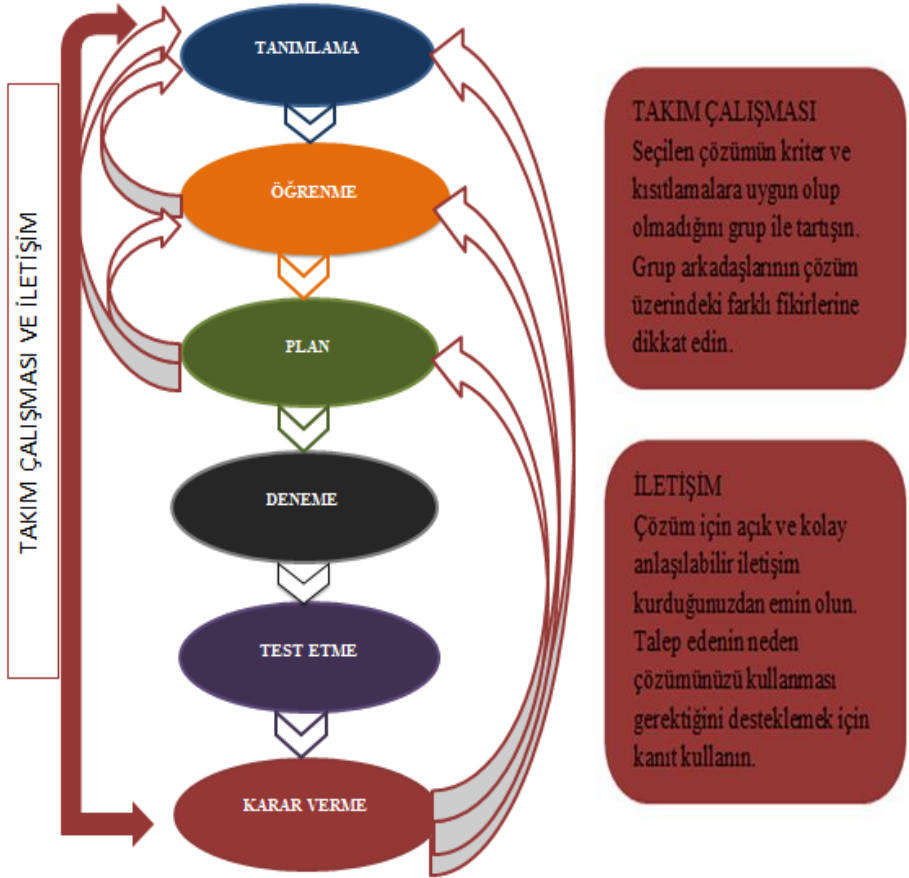 TAKIM ÇALIŞMASI VE İLETİŞİM
TANIMLAMA
ÖĞRENME
PLAN
DENEME
TEST ETME
KARAR VERME
TAKIM ÇALIŞMASI
Seçilen çözümün kriter ve
kısıtlamalara uygun olup
olmadığını grup ile tartışın.
Grup arkadaşlarının çözüm
üzerindeki farklı fikirlerine
dikkat edin.
İLETİŞİM
Çözüm için açık ve kolay
anlaşılabilir iletişim
kurduğunuzdan emin olun.
Talep edenin neden
çözümünüzü kullanması
gerektiğini desteklemek için
kanıt kullanın.